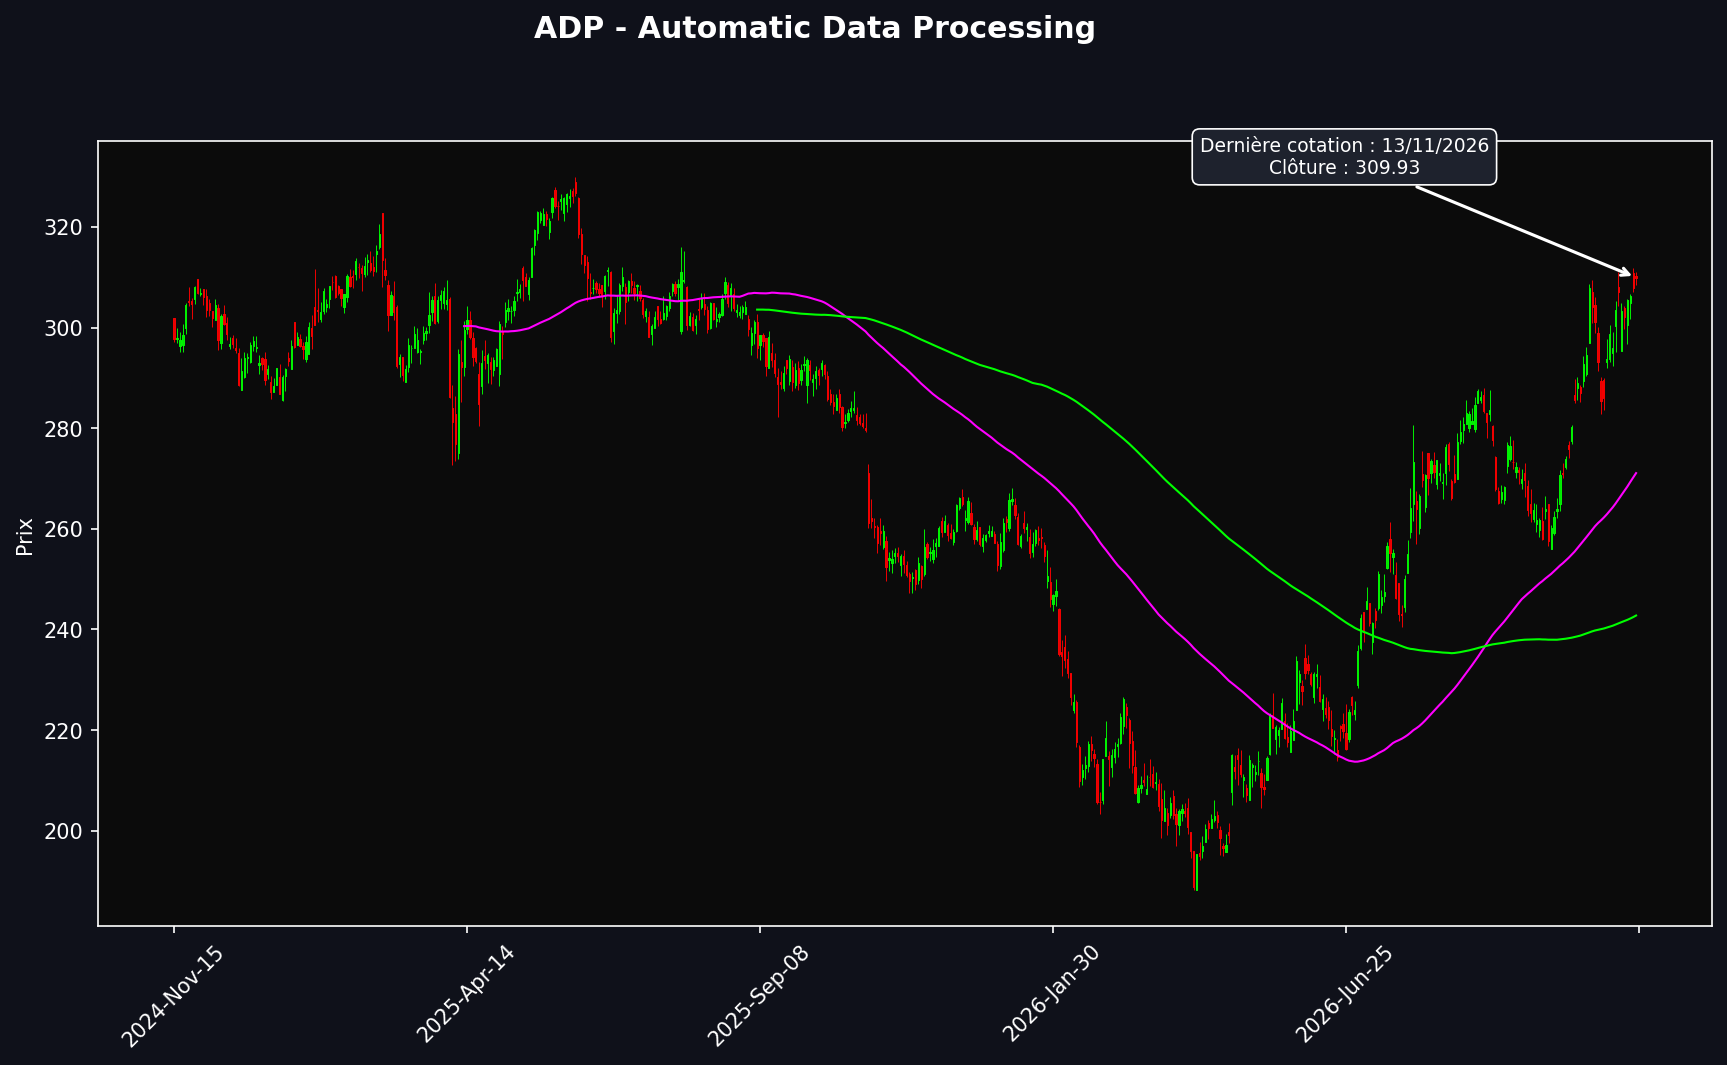 ADP - Automatic Data Processing
Dernière cotation : 13/11/2026
Clôture : 309.93
Prix
320
300
280
260
240
220
200
2024-Nov-15
2025-Apr-14
2025-Sep-08
2026-Jan-30
2026-Jun-25